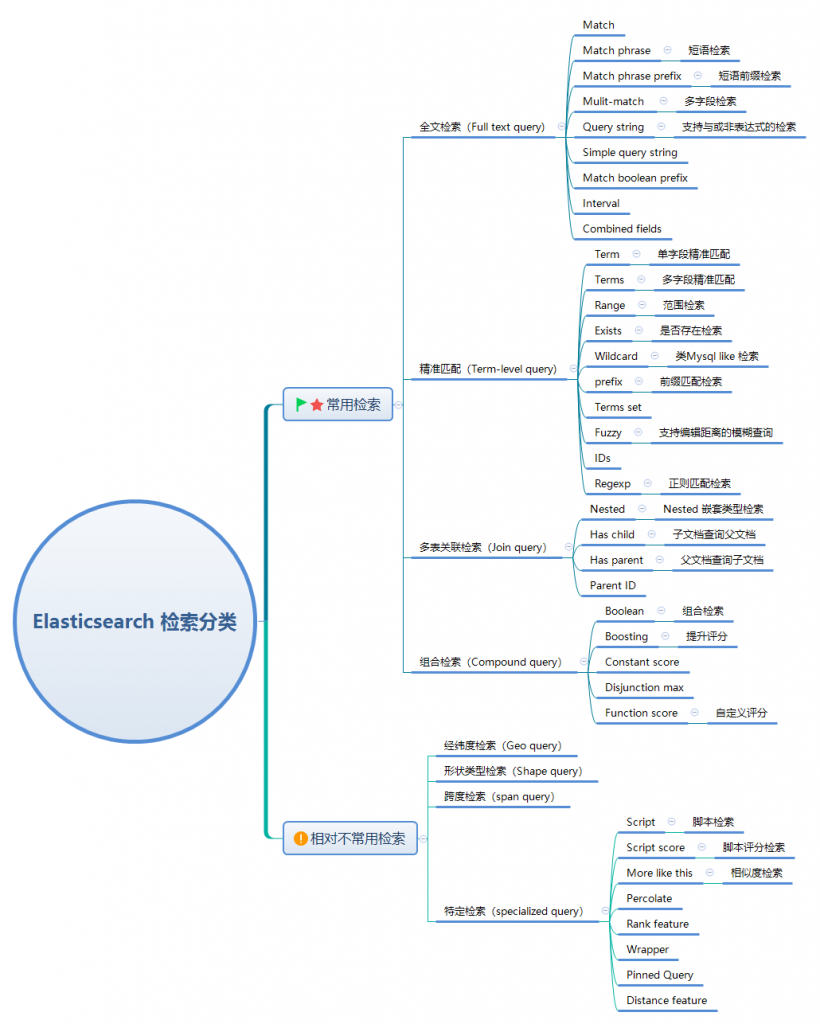 Elasticsearch 检索分类
常用检索
全文检索（Full text query）
Match
Match phrase 短语检索
Match phrase prefix 短语前缀检索
Mulit-match 多字段检索
Query string 支持与或非表达式的检索
Simple query string
Match boolean prefix
Interval
Combined fields
精准匹配（Term-level query）
Term 单字段精准匹配
Terms 多字段精准匹配
Range 范围检索
Exists 是否存在检索
Wildcard 类Mysql like 检索
prefix 前缀匹配检索
Terms set
Fuzzy 支持编辑距离的模糊查询
IDs
Regexp 正则匹配检索
多表关联检索（Join query）
Nested Nested 嵌套类型检索
Has child 子文档查询父文档
Has parent 父文档查询子文档
Parent ID
组合检索（Compound query）
Boolean 组合检索
Boosting 提升评分
Constant score
Disjunction max
Function score 自定义评分
相对不常用检索
经纬度检索（Geo query）
形状类型检索（Shape query）
跨度检索（span query）
特定检索（specialized query）
Script 脚本检索
Script score 脚本评分检索
More like this 相似度检索
Percolate
Rank feature
Wrapper
Pinned Query
Distance feature